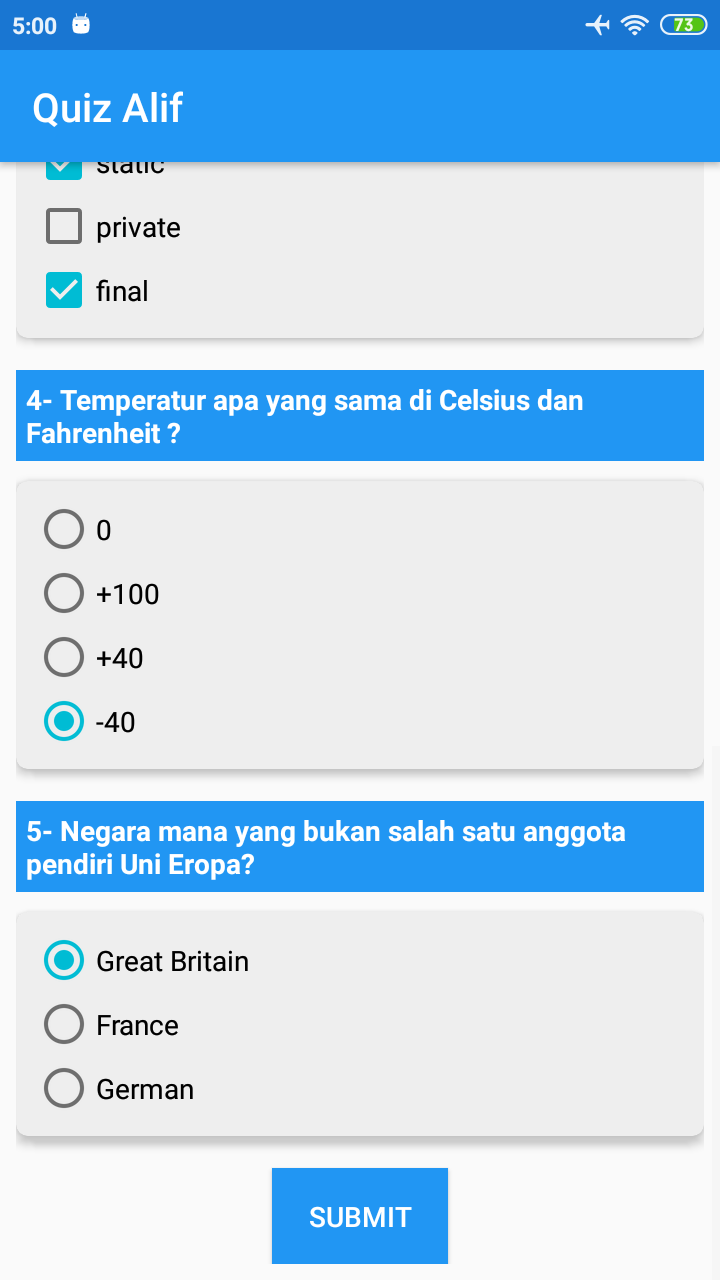 5:00
73
Quiz Alif
static
private
final
4- Temperatur apa yang sama di Celsius dan
Fahrenheit ?
0
+100
+40
-40
5- Negara mana yang bukan salah satu anggota
pendiri Uni Eropa?
Great Britain
France
German
SUBMIT